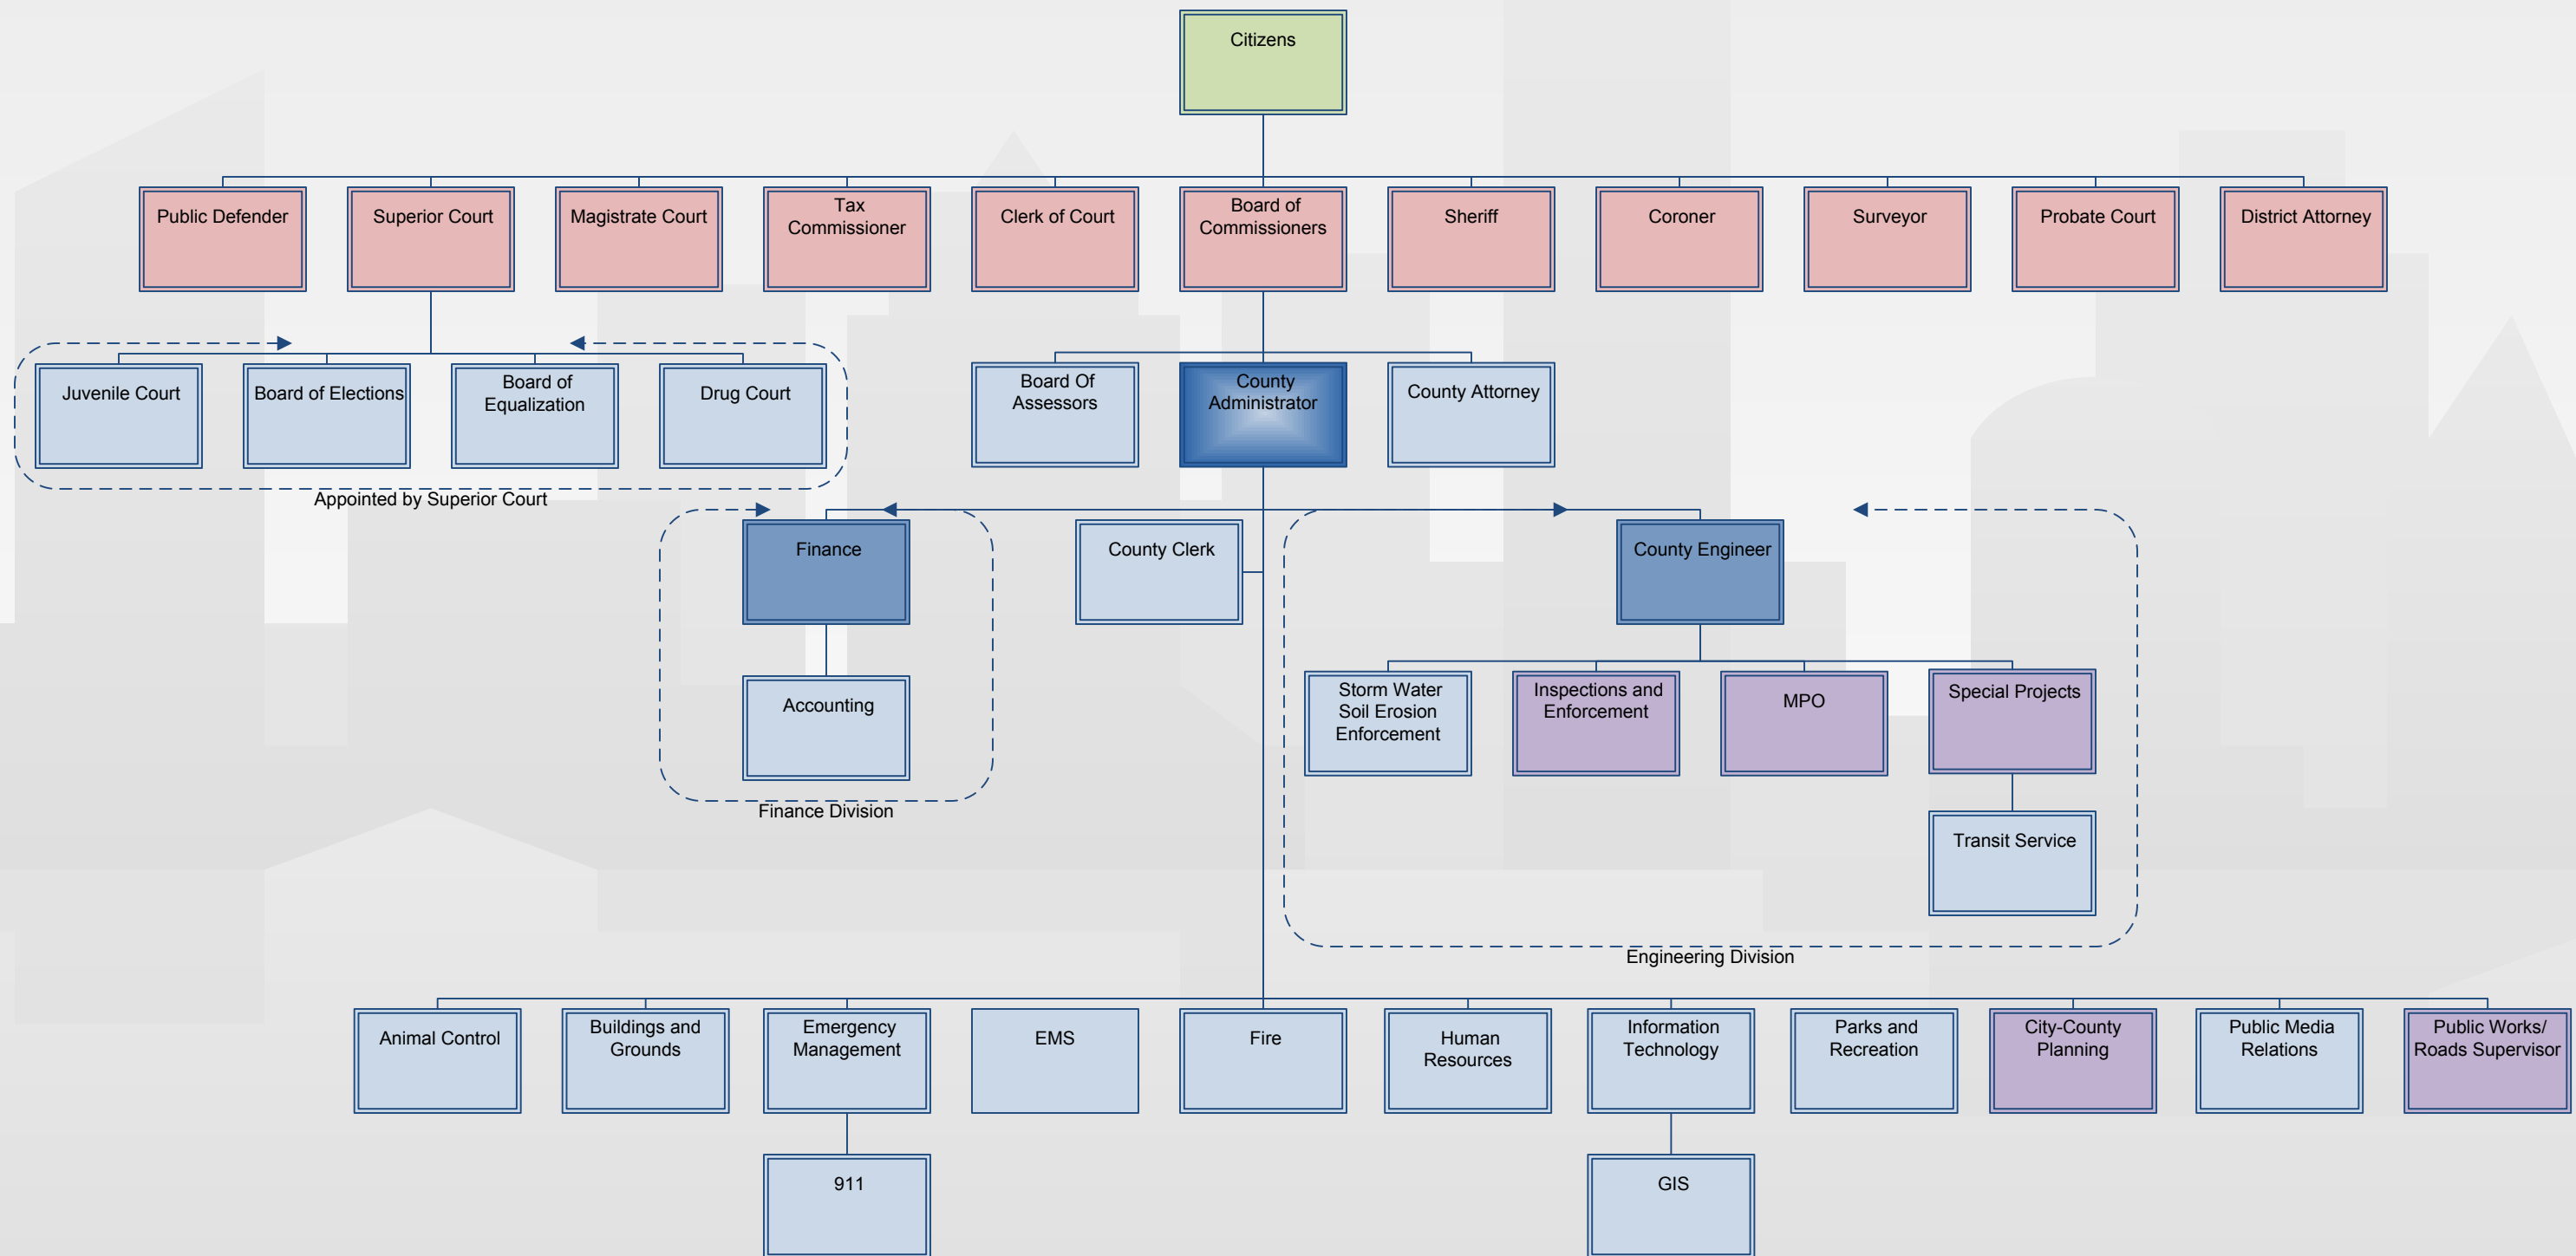 Citizens
Public Defender
Superior Court
Magistrate Court
Tax
Commissioner
Clerk of Court
Board of
Commissioners
Sheriff
Coroner
Surveyor
Probate Court
District Attorney
Juvenile Court
Board of Elections
Board of
Equalization
Drug Court
Appointed by Superior Court
Board Of
Assessors
County
Administrator
County Attorney
Finance
County Clerk
County Engineer
Accounting
Finance Division
Storm Water
Soil Erosion
Enforcement
Inspections and
Enforcement
MPO
Special Projects
Transit Service
Engineering Division
Animal Control
Buildings and
Grounds
Emergency
Management
EMS
Fire
Human
Resources
Information
Technology
Parks and
Recreation
City-County
Planning
Public Media
Relations
Public Works/
Roads Supervisor
911
GIS